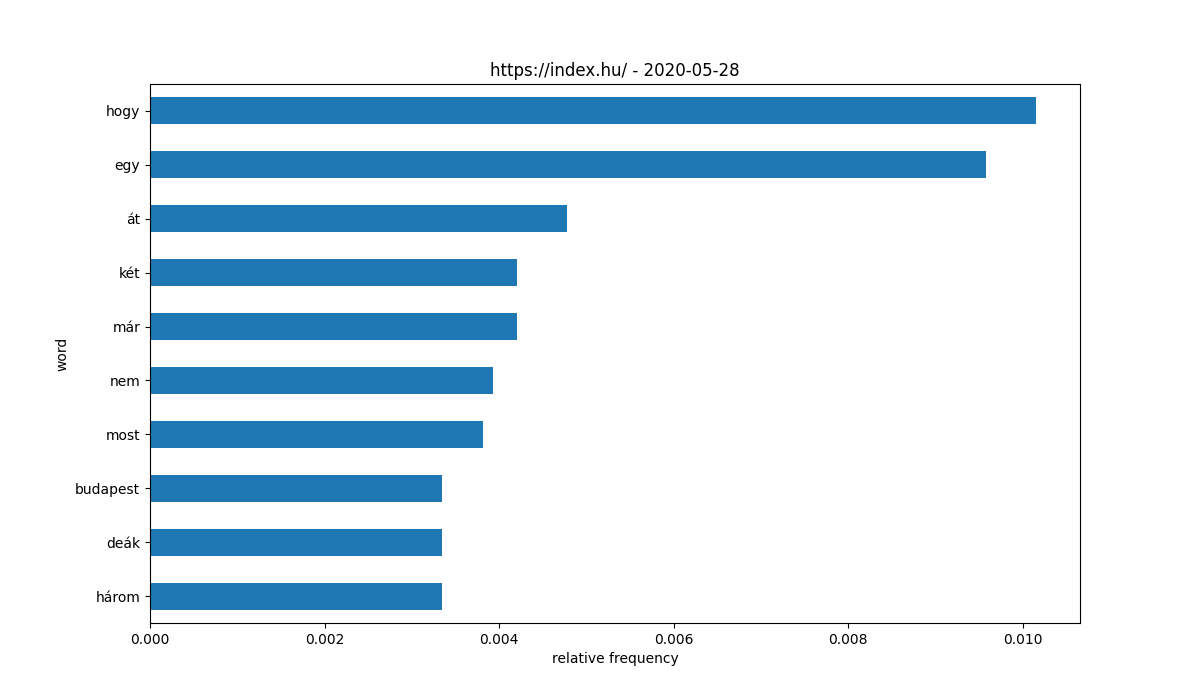 https://index.hu/ - 2020-05-28
hogy
egy
át
két
már
nem
most
budapest
deák
három
word
0.000 0.002 0.004 0.006 0.008 0.010
relative frequency